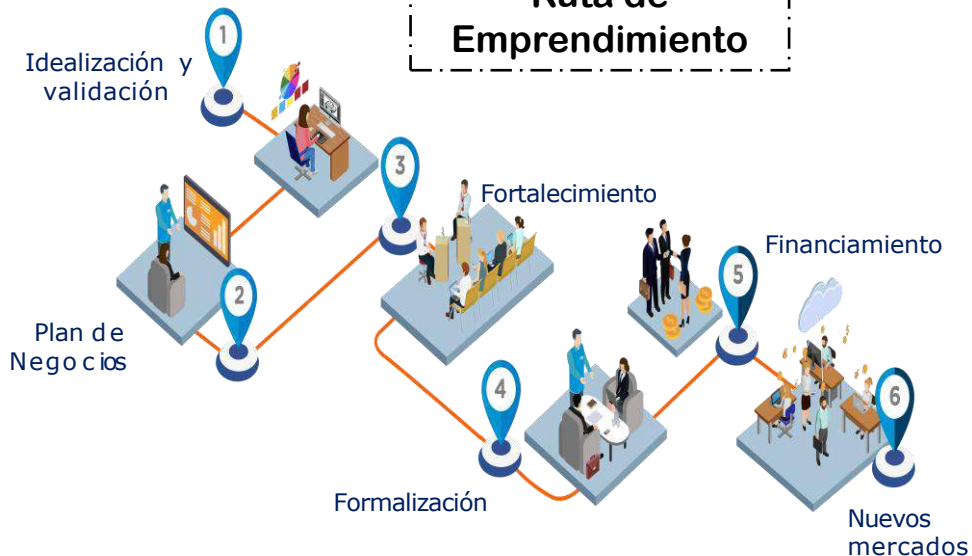 Ruta de
Emprendimiento
1
Idealización y
validación
3
Fortalecimiento
Financiamiento
5
2
Plan de
Negocios
4
6
Formalización
Nuevos
mercados